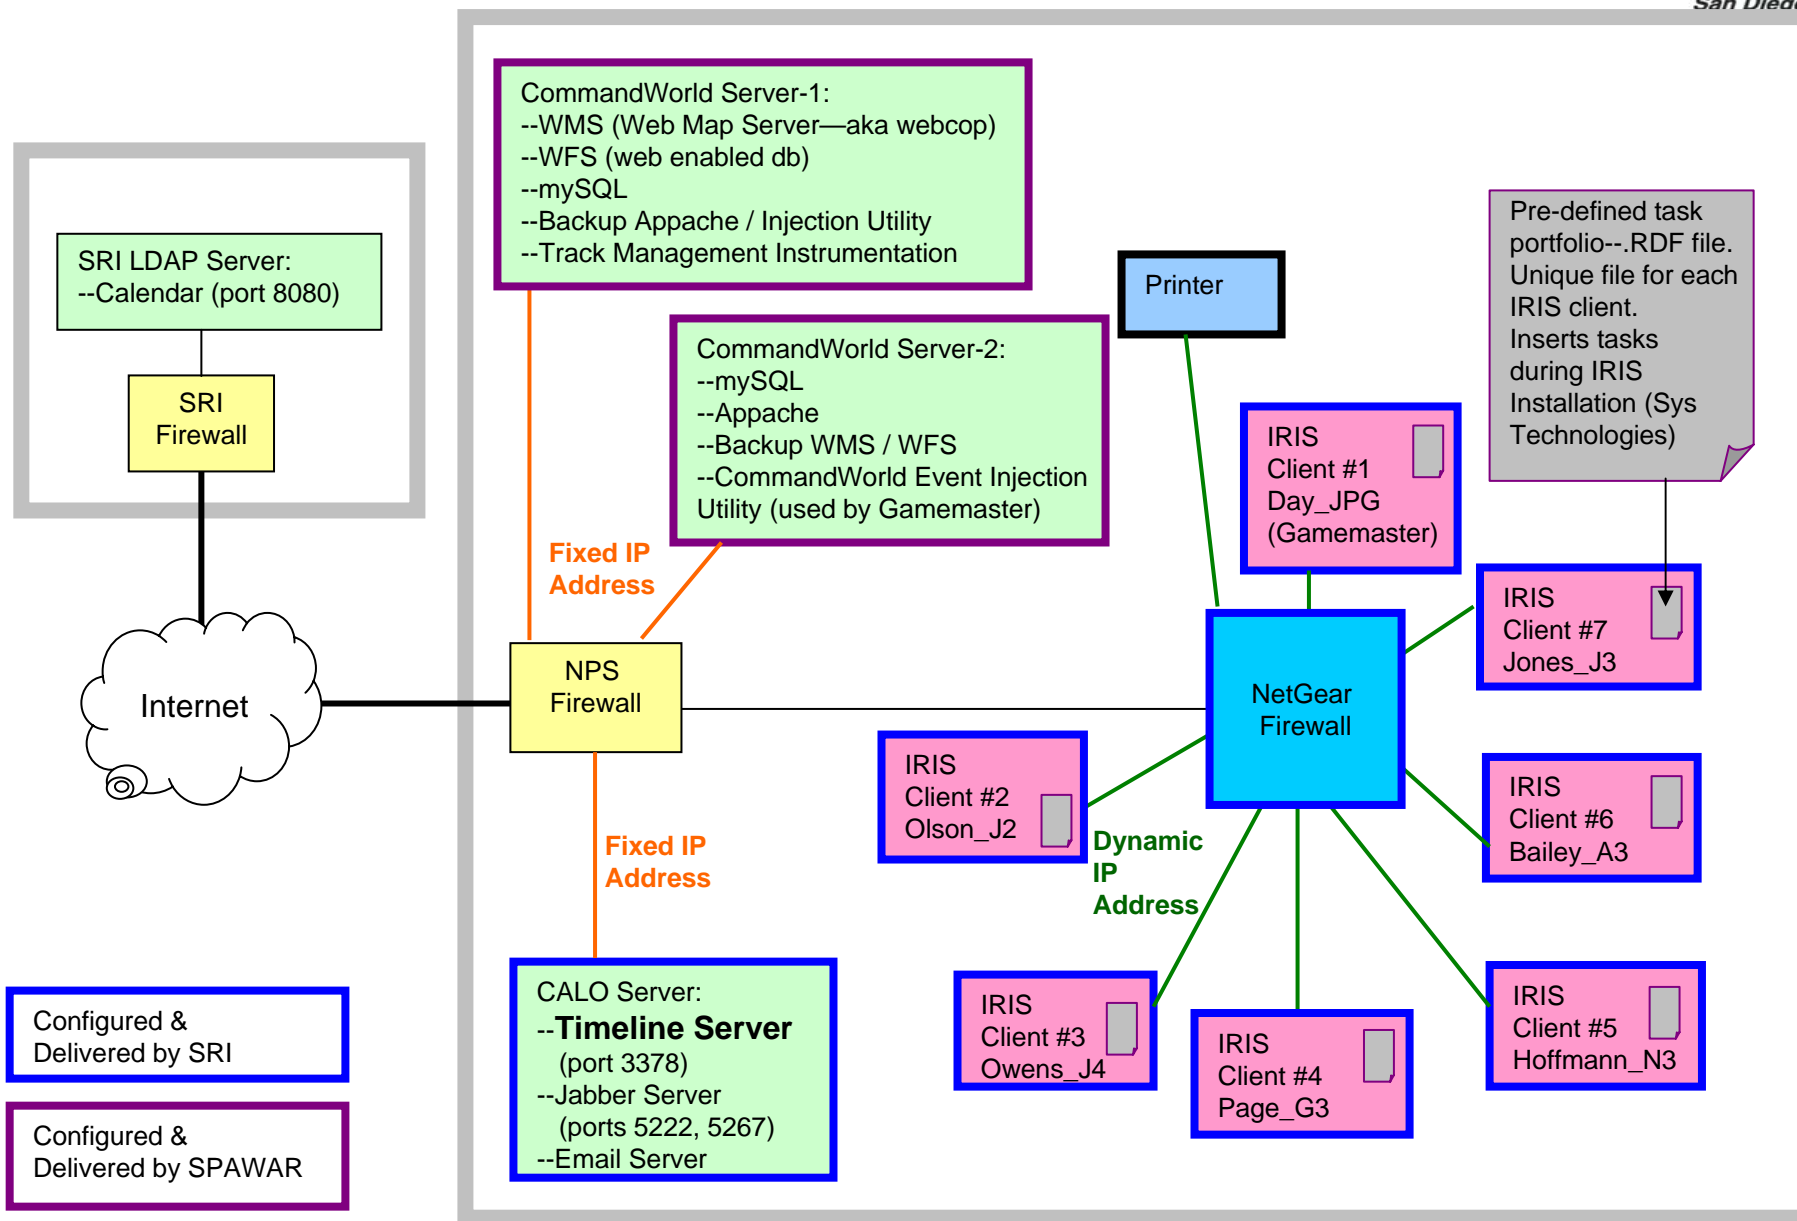 San Diego
CommandWorld Server-1:
--WMS (Web Map Server—aka webcop)
--WFS (web enabled db)
--mySQL
--Backup Appache / Injection Utility
--Track Management Instrumentation
SRI LDAP Server:
--Calendar (port 8080)
SRI
Firewall
Internet
CommandWorld Server-2:
--mySQL
--Appache
--Backup WMS / WFS
--CommandWorld Event Injection
Utility (used by Gamemaster)
Printer
Pre-defined task
portfolio--.RDF file.
Unique file for each
IRIS client.
Inserts tasks
during IRIS
Installation (Sys
Technologies)
IRIS
Client #1
Day_JPG
(Gamemaster)
Fixed IP
Address
IRIS
Client #7
Jones_J3
NPS
Firewall
NetGear
Firewall
IRIS
Client #2
Olson_J2
IRIS
Client #6
Bailey_A3
Fixed IP
Address
Dynamic
IP
Address
CALO Server:
--Timeline Server
(port 3378)
--Jabber Server
(ports 5222, 5267)
--Email Server
IRIS
Client #3
Owens_J4
IRIS
Client #4
Page_G3
IRIS
Client #5
Hoffmann_N3
Configured &
Delivered by SRI
Configured &
Delivered by SPAWAR